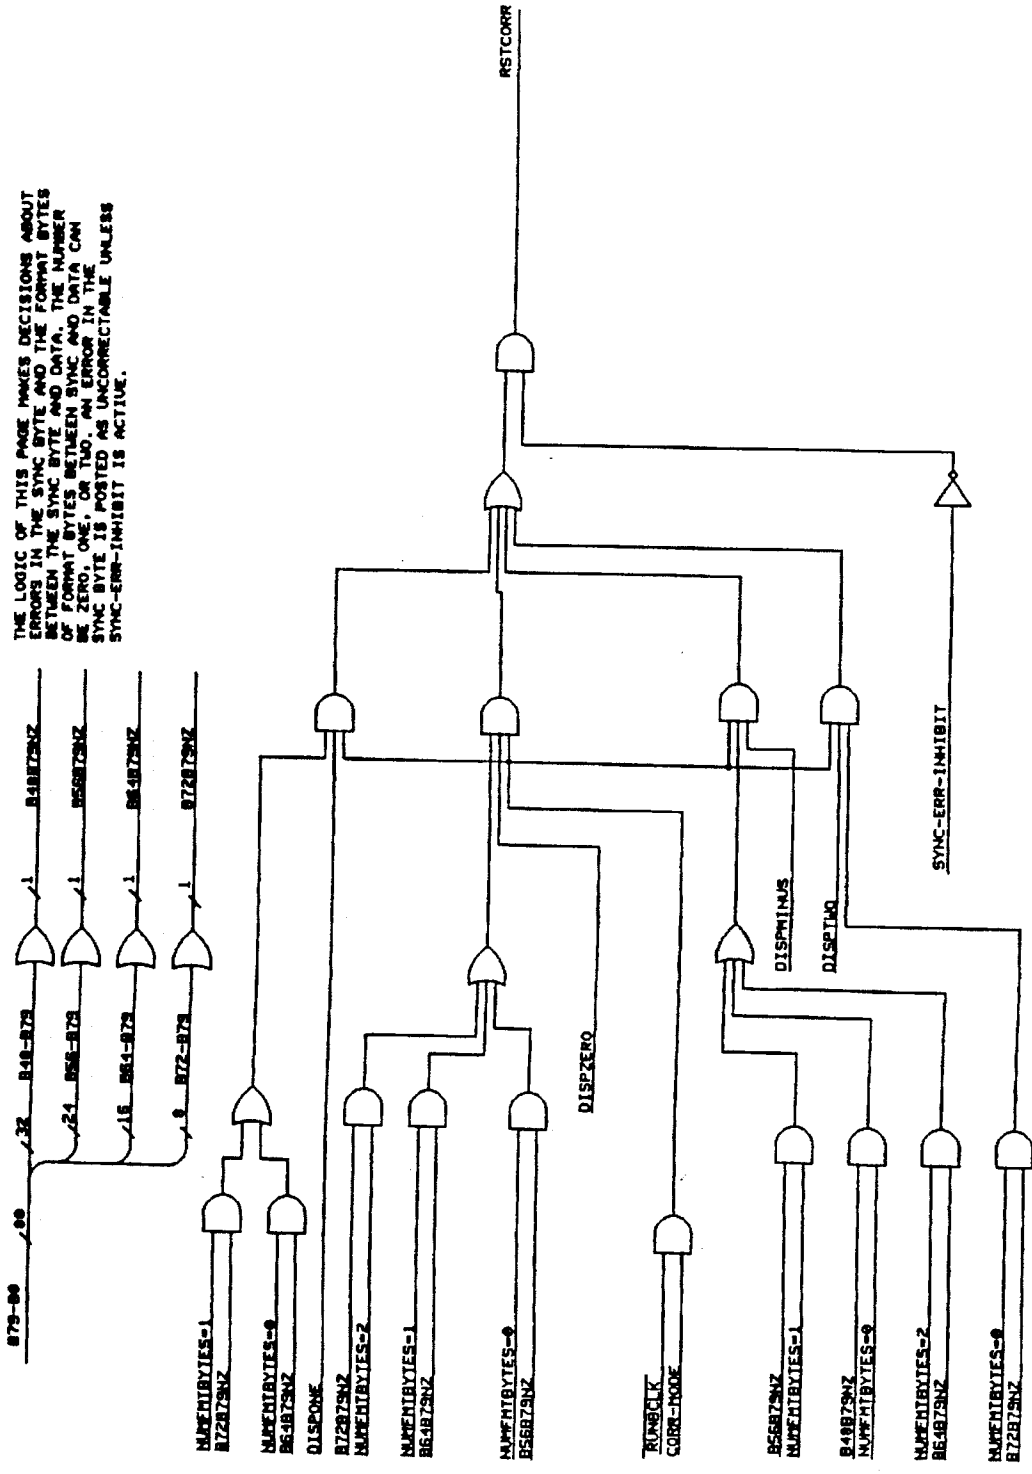 THE LOGIC OF THIS PAGE MAKES DECISIONS ABOUT
ERRORS IN THE SYNC BYTE AND THE FORMAT BYTES
BETWEEN THE SYNC BYTE AND DATA. THE NUMBER
OF FORMAT BYTES BETWEEN SYNC AND DATA CAN
BE ZERO, ONE, OR TWO. AN ERROR IN THE
SYNC BYTE IS POSTED AS UNCORRECTABLE UNLESS
SYNC-ERR-INHIBIT IS ACTIVE.
B79-B0
80
32
B48-B79
1
B48B79NZ
24
B56-B79
1
B56B79NZ
16
B64-B79
1
B64B79NZ
8
B72-B79
1
B72B79NZ
NUMFMTBYTES=1
B72B79NZ
NUMFMTBYTES=0
B64B79NZ
DISPONE
B72B79NZ
NUMFMTBYTES=2
NUMFMTBYTES=1
B64B79NZ
NUMFMTBYTES=0
B56B79NZ
DISPZERO
RUNBCLK
CORR-MODE
B56B79NZ
NUMFMTBYTES=1
B48B79NZ
NUMFMTBYTES=0
NUMFMTBYTES=2
B64B79NZ
NUMFMTBYTES=0
B72B79NZ
DISPMINUS
DISPTWO
SYNC-ERR-INHIBIT
RSTCORR